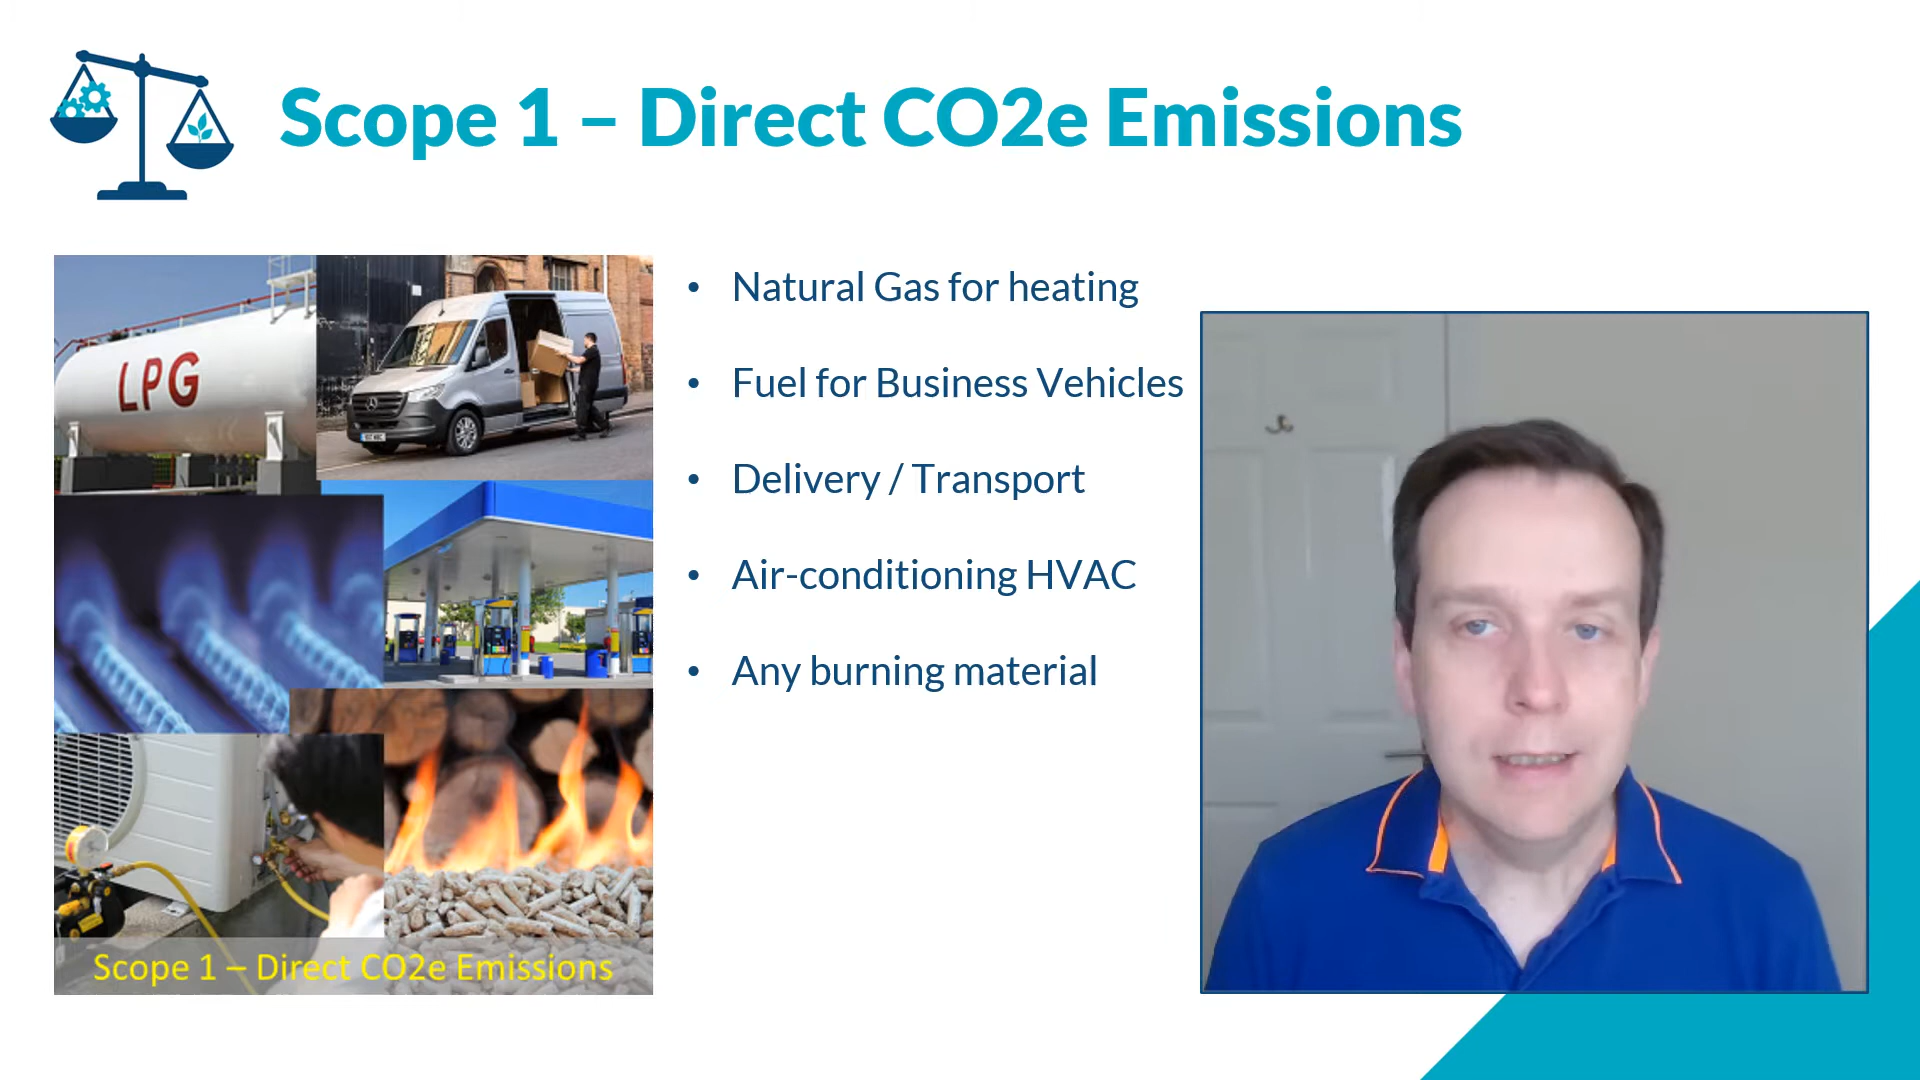 Scope 1 – Direct CO2e Emissions
LPG
• Natural Gas for heating
• Fuel for Business Vehicles
• Delivery / Transport
• Air-conditioning HVAC
• Any burning material
Scope 1 – Direct CO2e Emissions